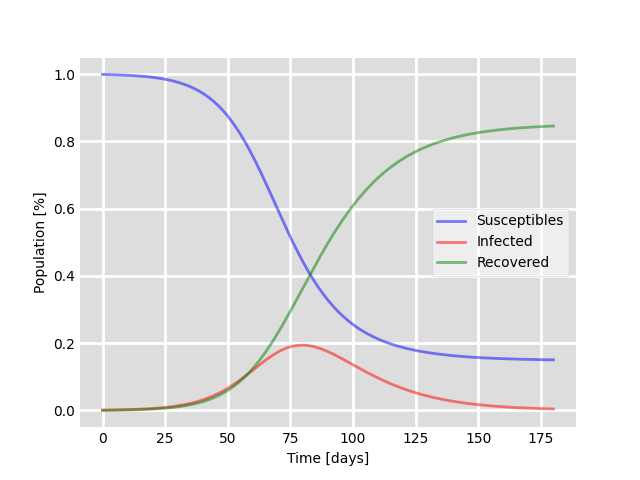 1.0
0.8
0.6
0.4
0.2
0.0
Population [%]
Susceptibles
Infected
Recovered
0 25 50 75 100 125 150 175
Time [days]